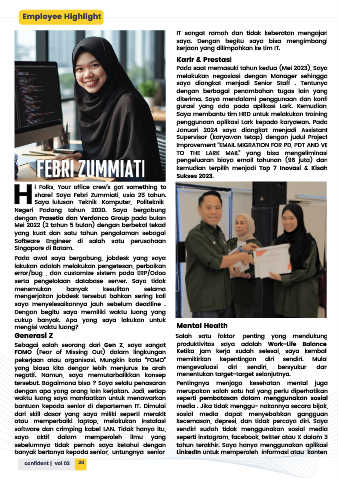 Employee Highlight
FEBRI ZUMMIATI
Hi Folks, Your office crew's got something to
share! Saya Febri Zummiati, usia 25 tahun.
Saya lulusan Teknik Komputer, Politeknik
Negeri Padang tahun 2020. Saya bergabung
dengan Prasetia dan Verdanco Group pada bulan
Mei 2022 (2 tahun 5 bulan) dengan berbekal tekad
yang kuat dan satu tahun pengalaman sebagai
Software Engineer di salah satu perusahaan
Singapore di Batam.
Pada awal saya bergabung, jobdesk yang saya
lakukan adalah melakukan pengetesan, perbaikan
error/bug , dan customize sistem pada ERP/Odoo
serta pengelolaan database server. Saya tidak
menemukan banyak kesulitan selama
mengerjakan jobdesk tersebut bahkan sering kali
saya menyelesaikannya jauh sebelum deadline .
Dengan begitu saya memiliki waktu luang yang
cukup banyak. Apa yang saya lakukan untuk
mengisi waktu luang?
Generasi Z
Sebagai salah seorang dari Gen Z, saya sangat
FOMO (Fear of Missing Out) dalam lingkungan
pekerjaan atau organisasi. Mungkin kata "FOMO"
yang biasa kita dengar lebih menjurus ke arah
negatif. Namun, saya memutarbalikkan konsep
tersebut. Bagaimana bisa ? Saya selalu penasaran
dengan apa yang orang lain kerjakan. Jadi, setiap
waktu luang saya manfaatkan untuk menawarkan
bantuan kepada senior di departemen IT. Dimulai
dari skill dasar yang saya miliki seperti merakit
atau memperbaiki laptop, melakukan instalasi
software dan crimping kabel LAN. Tidak hanya itu,
saya aktif dalam memperoleh ilmu yang
sebelumnya tidak pernah saya ketahui dengan
banyak bertanya kepada senior, untungnya senior
IT sangat ramah dan tidak keberatan mengajari
saya. Dengan begitu saya bisa mengimbangi
kerjaan yang dilimpahkan ke tim IT.
Karir & Prestasi
Pada saat memasuki tahun kedua (Mei 2023), Saya
melakukan negosiasi dengan Manager sehingga
saya diangkat menjadi Senior Staff . Tentunya
dengan berbagai penambahan tugas lain yang
diterima. Saya mendalami penggunaan dan konfi
gurasi yang ada pada aplikasi Lark. Kemudian
Saya membantu tim HRD untuk melakukan training
penggunaan aplikasi Lark kepada karyawan. Pada
Januari 2024 saya diangkat menjadi Assistant
Supervisor (karyawan tetap) dengan judul Project
Improvement "EMAIL MIGRATION FOR PD, PDT AND VE
TO THE LARK MAIL" yang bisa mengeliminasi
pengeluaran biaya email tahunan (96 juta) dan
kemudian terpilih menjadi Top 7 Inovasi & Kisah
Sukses 2023.
Mental Health
Salah satu faktor penting yang mendukung
produktivitas saya adalah Work-Life Balance
Ketika jam kerja sudah selesai, saya kembali
memikirkan kepentingan diri sendiri. Mulai
mengevaluasi diri sendiri, bersyukur dan
menentukan target-target selanjutnya.
Pentingnya menjaga kesehatan mental juga
merupakan salah satu hal yang perlu diperhatikan
seperti pembatasan dalam menggunakan sosial
media . Jika tidak menggu- nakannya secara bijak,
sosial media dapat menyebabkan gangguan
kecemasan, depresi, dan tidak percaya diri. Saya
sendiri sudah tidak menggunakan sosial media
seperti instagram, facebook, twitter atau X dalam 3
tahun terakhir. Saya hanya menggunakan aplikasi
LinkedIn untuk memperoleh informasi atau konten
confident | vol 03